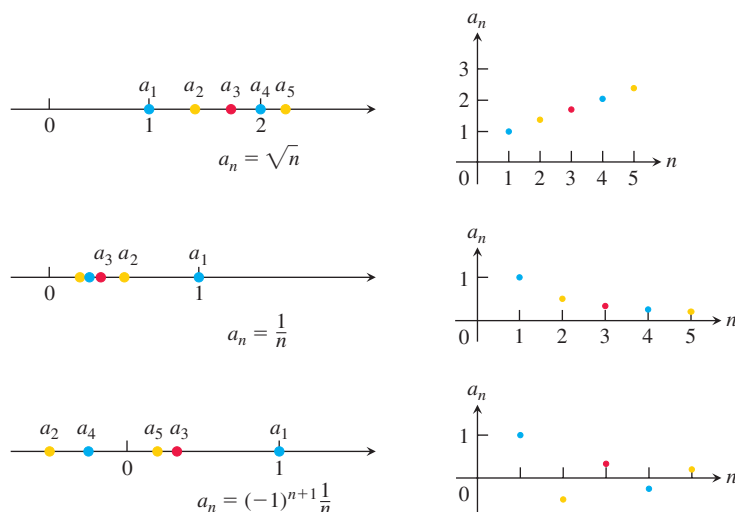 a₁ a₂ a₃ a₄ a₅
0 1 2
aₙ = √n
aₙ
3
2
1
0
1 2 3 4 5
n
a₃ a₂ a₁
0 1
aₙ = 1/n
aₙ
1
0
1 2 3 4 5
n
a₂ a₄ a₅ a₃ a₁
0 1
aₙ = (−1)ⁿ⁺¹ 1/n
aₙ
1
0
n